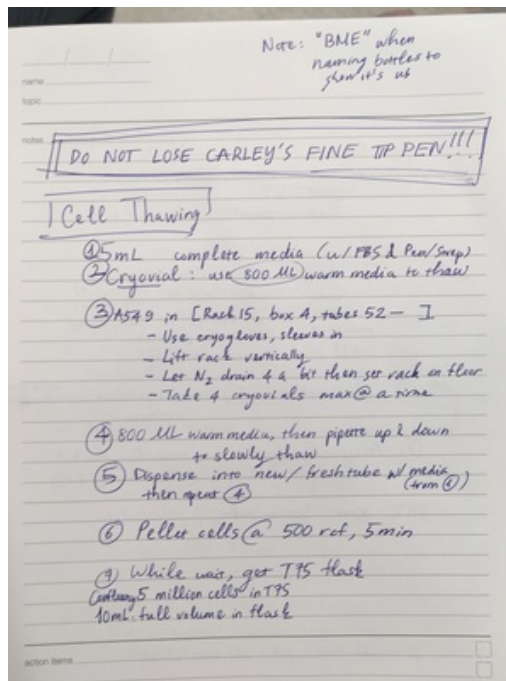 Note: "BME" when
naming bottles to
show it's us
name
topic
notes
DO NOT LOSE CARLEY'S FINE TIP PEN!!!
Cell Thawing
① 5mL complete media (w/ FBS & Pen/Strep)
② Cryovial: use 800 ML warm media to thaw
③ A549 in [Rack 15, box 4, tubes 52 - ]
- Use cryogloves, sleeves in
- Lift rack vertically
- Let N2 drain 4 a bit then set rack on floor
- Take 4 cryovials max @ a time
④ 800 ML warm media, then pipette up & down
to slowly thaw
⑤ Dispense into new/fresh tube w/ media
(from ①)
then repeat ④
⑥ Pellet cells @ 500 rcf, 5min
⑦ While wait, get T75 flask
5 million cells in T75
10mL: full volume in flask
action items